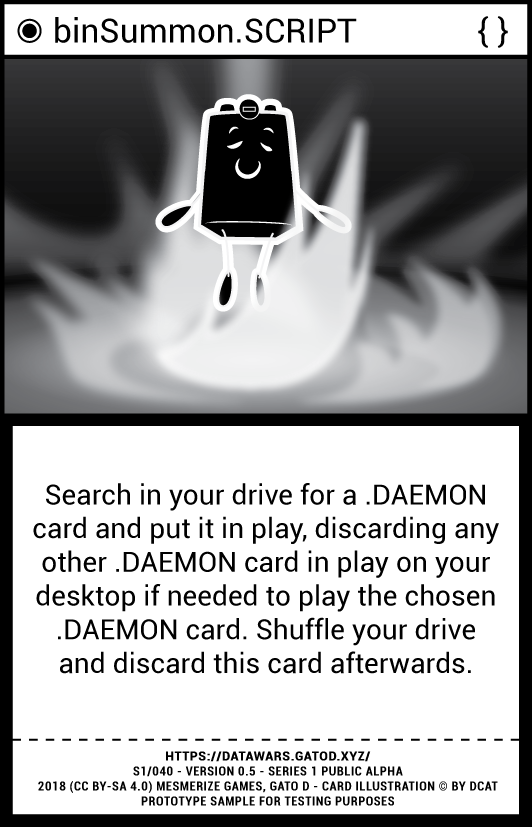 binSummon.SCRIPT {}
Search in your drive for a .DAEMON
card and put it in play, discarding any
other .DAEMON card in play on your
desktop if needed to play the chosen
.DAEMON card. Shuffle your drive
and discard this card afterwards.
HTTPS://DATAWARS.GATOD.XYZ/
S1/040 - VERSION 0.5 - SERIES 1 PUBLIC ALPHA
2018 (CC BY-SA 4.0) MESMERIZE GAMES, GATO D - CARD ILLUSTRATION © BY DCAT
PROTOTYPE SAMPLE FOR TESTING PURPOSES